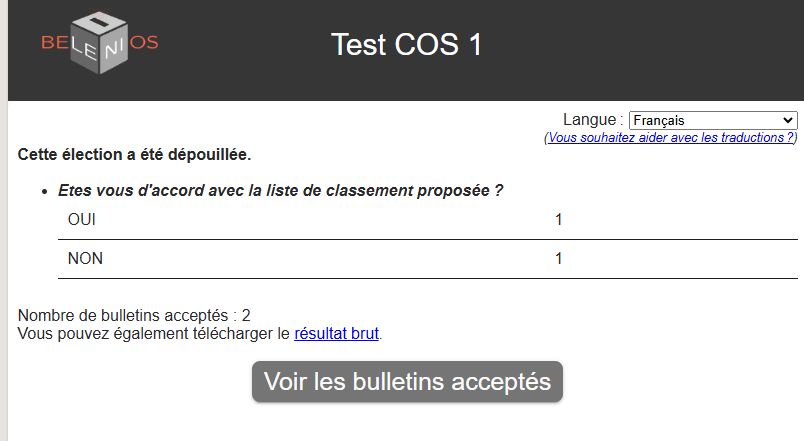 BELENIOS
Test COS 1
Langue : Français
(Vous souhaitez aider avec les traductions ?)
Cette élection a été dépouillée.
• Etes vous d'accord avec la liste de classement proposée ?
OUI 1
NON 1
Nombre de bulletins acceptés : 2
Vous pouvez également télécharger le résultat brut.
Voir les bulletins acceptés